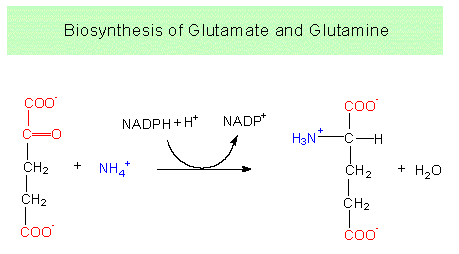 Biosynthesis of Glutamate and Glutamine
COO⁻
C=O
CH₂
CH₂
COO⁻
+ NH₄⁺
NADPH + H⁺ NADP⁺
COO⁻
H₃N⁺ C H
CH₂
CH₂
COO⁻
+ H₂O